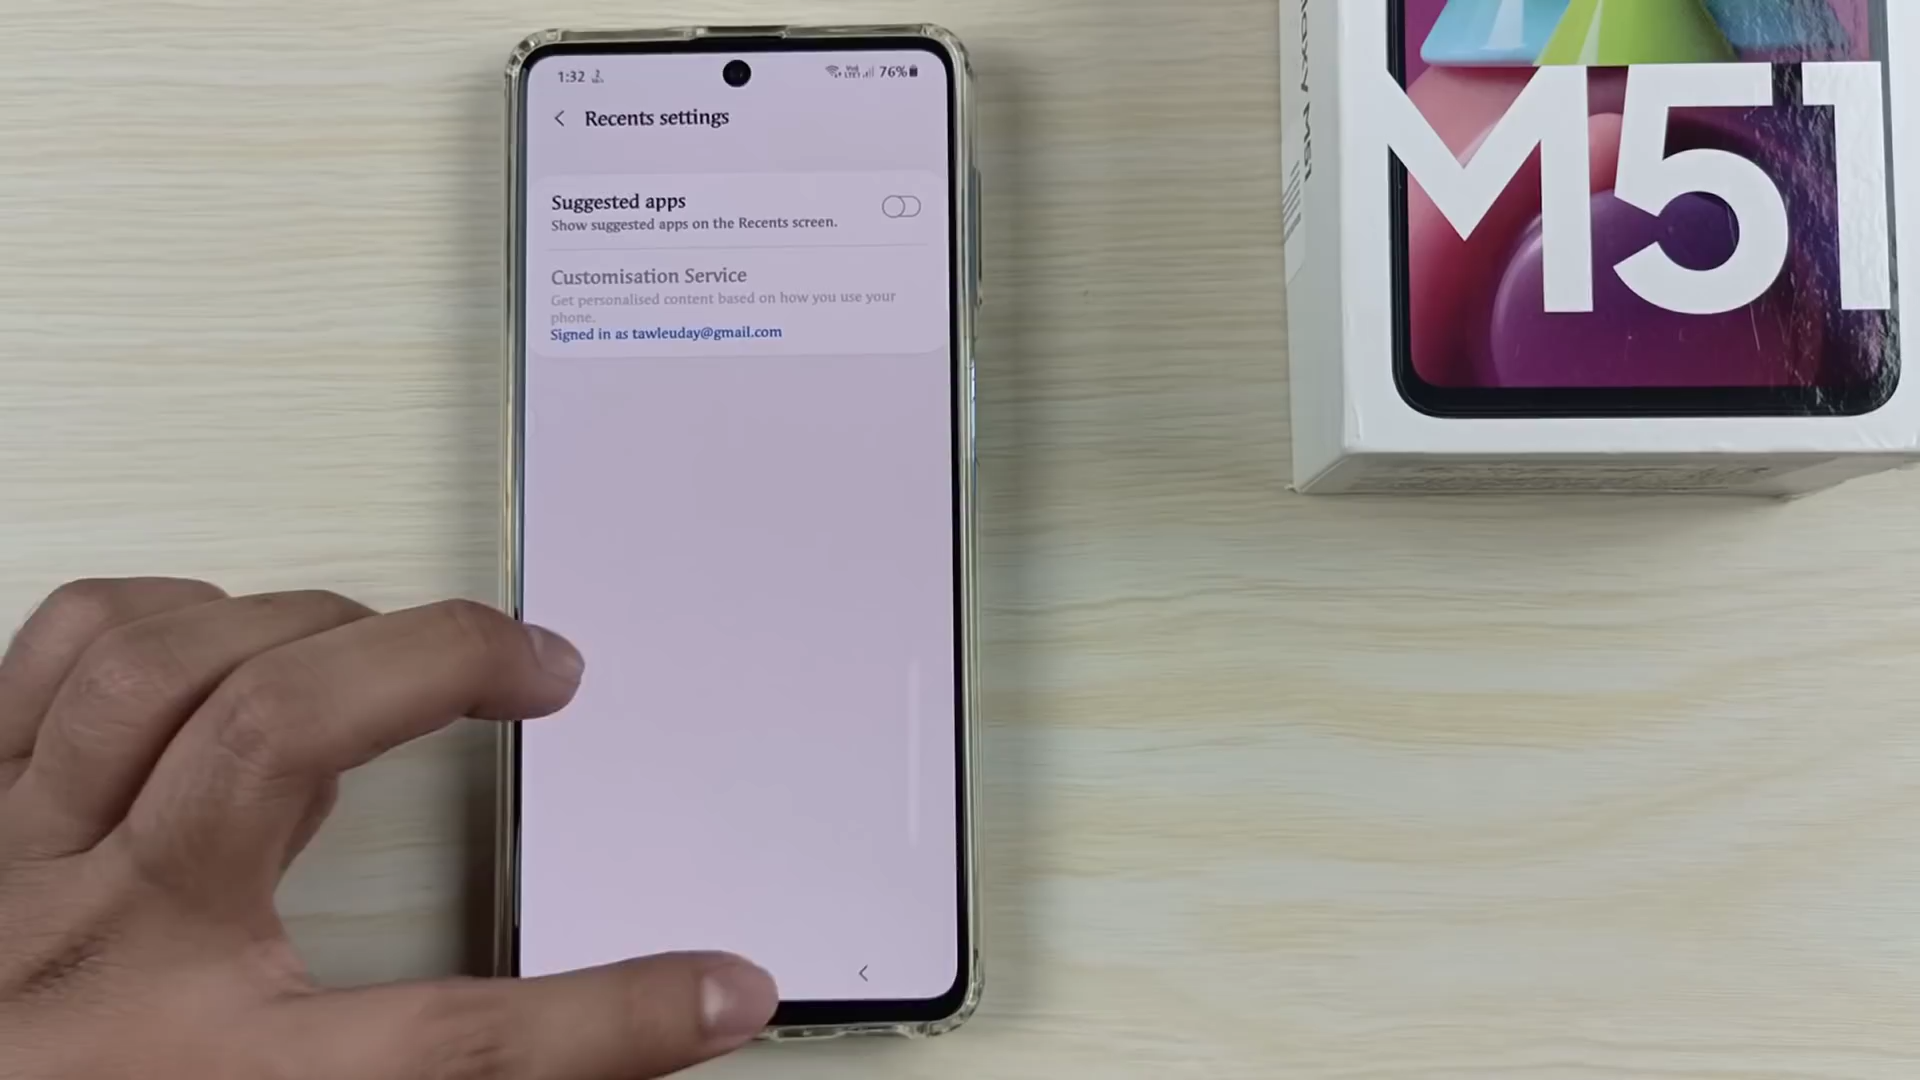 1:32
76%
Recents settings
Suggested apps
Show suggested apps on the Recents screen.
Customisation Service
Get personalised content based on how you use your
phone.
Signed in as tawleuday@gmail.com
M51